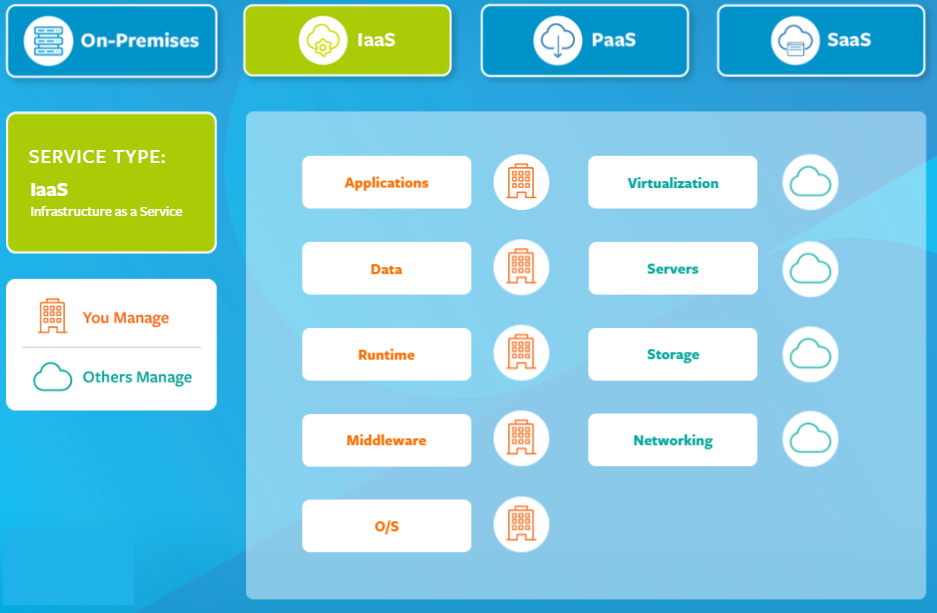 On-Premises
IaaS
PaaS
SaaS
SERVICE TYPE:
IaaS
Infrastructure as a Service
You Manage
Others Manage
Applications
Virtualization
Data
Servers
Runtime
Storage
Middleware
Networking
O/S